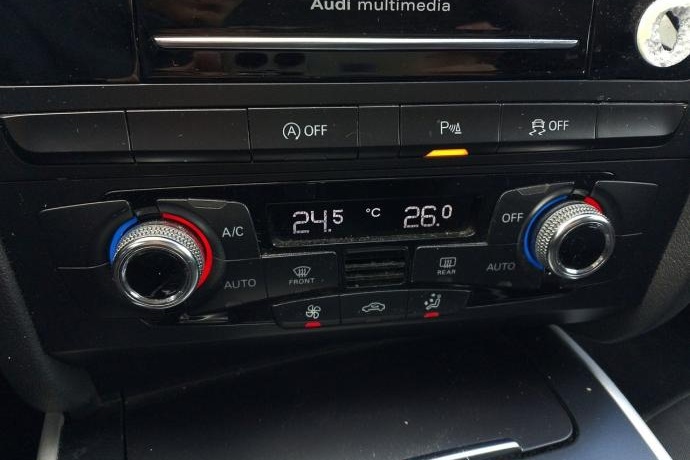 Audi multimedia
A OFF P OFF
24.5 °C 26.0
A/C OFF
AUTO FRONT REAR AUTO